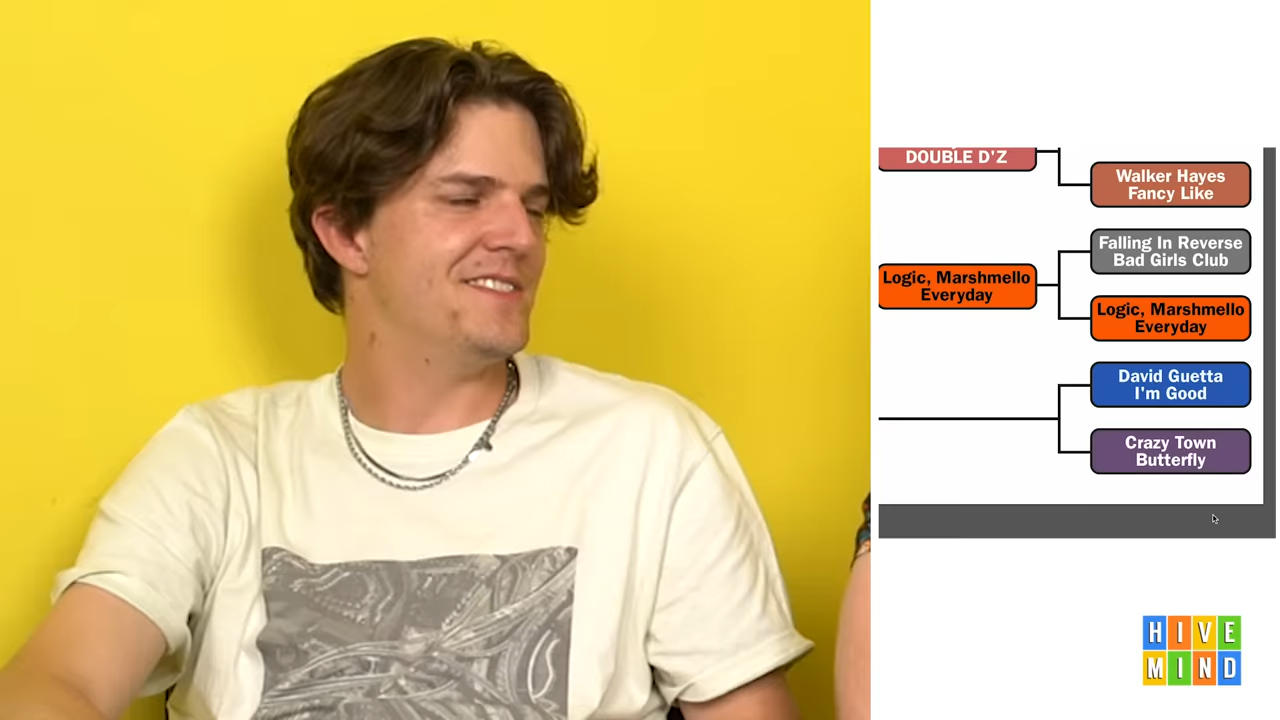 DOUBLE D'Z
Walker Hayes
Fancy Like
Falling In Reverse
Bad Girls Club
Logic, Marshmello
Everyday
Logic, Marshmello
Everyday
David Guetta
I'm Good
Crazy Town
Butterfly
HIVE
MIND